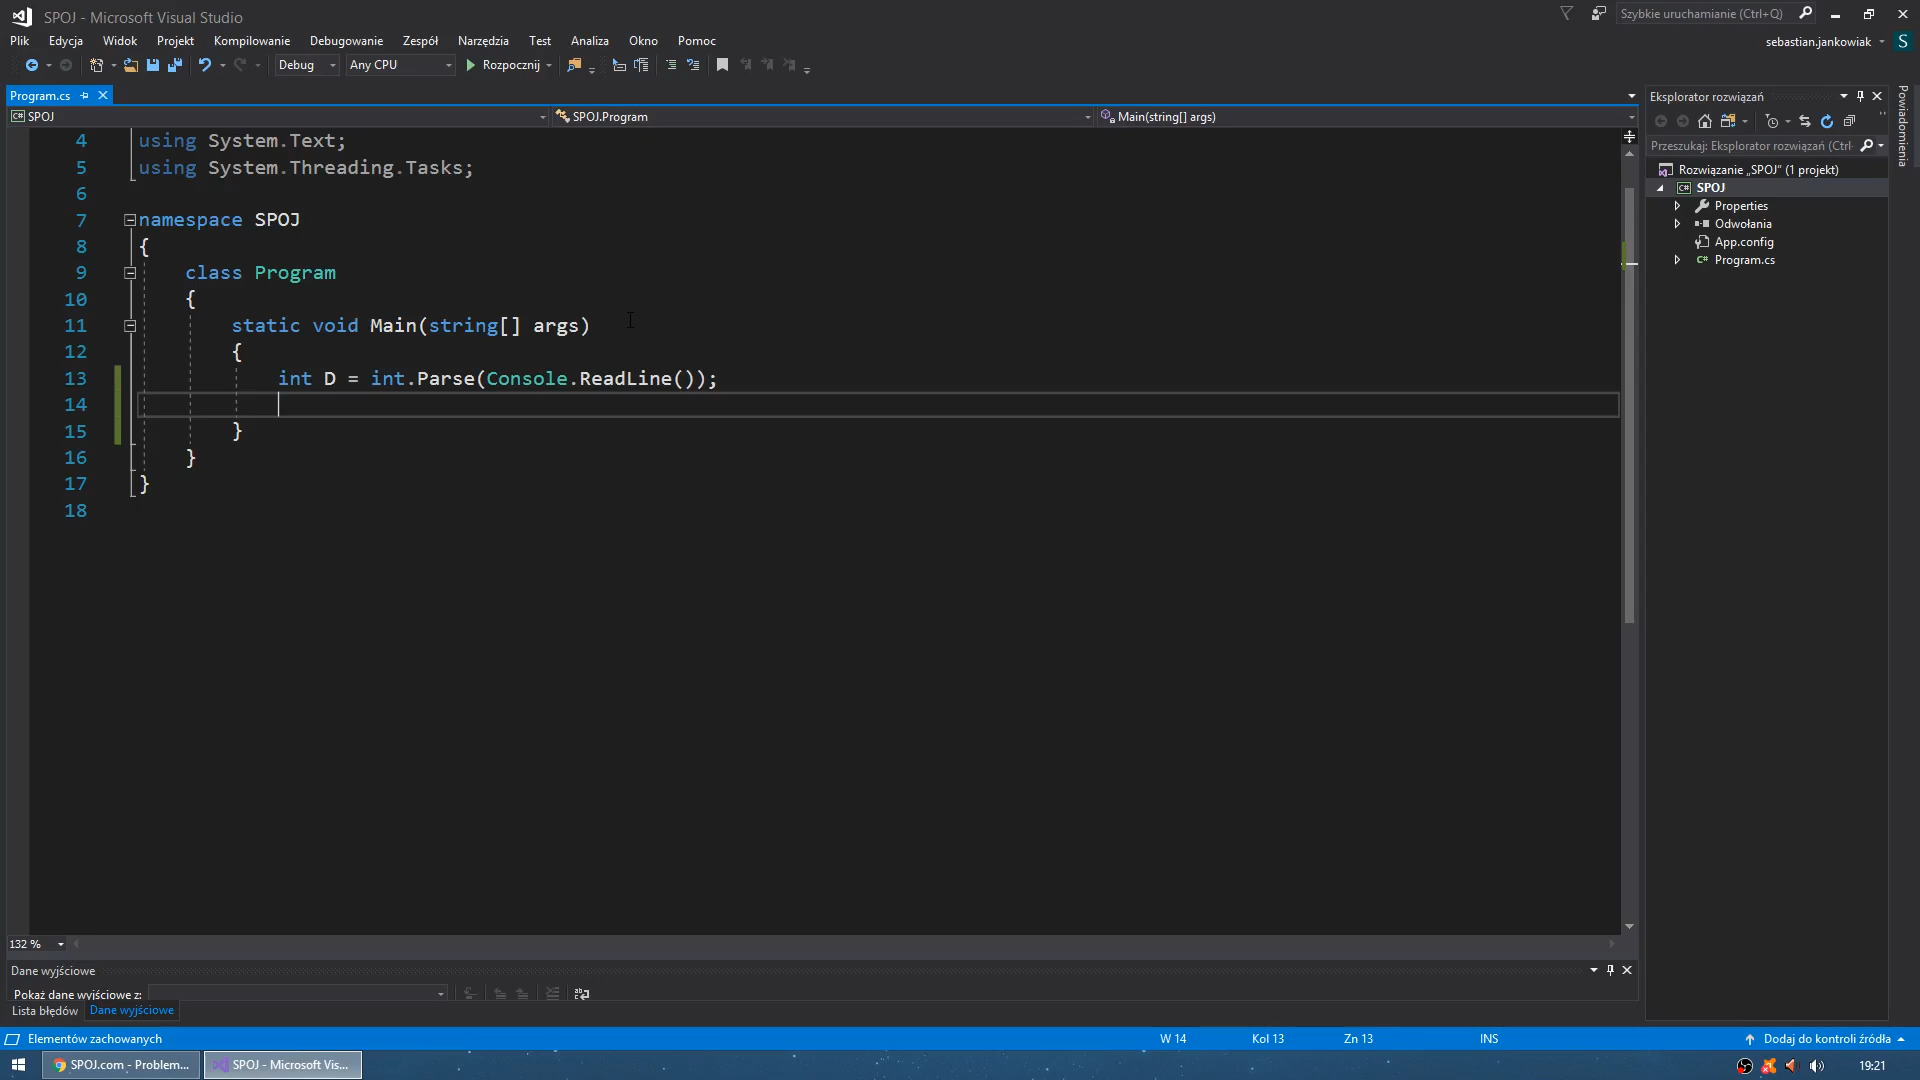 SPOJ - Microsoft Visual Studio
Szybkie uruchamianie (Ctrl+Q)
Plik Edycja Widok Projekt Kompilowanie Debugowanie Zespół Narzędzia Test Analiza Okno Pomoc
sebastian.jankowiak S
Debug Any CPU Rozpocznij
Program.cs
SPOJ SPOJ.Program Main(string[] args)
4 using System.Text;
5 using System.Threading.Tasks;
6
7 namespace SPOJ
8 {
9 class Program
10 {
11 static void Main(string[] args)
12 {
13 int D = int.Parse(Console.ReadLine());
14
15 }
16 }
17 }
18
132 %
Dane wyjściowe
Pokaż dane wyjściowe z:
Lista błędów Dane wyjściowe
Eksplorator rozwiązań
Przeszukaj: Eksplorator rozwiązań (Ctrl
Rozwiązanie „SPOJ” (1 projekt)
C# SPOJ
Properties
Odwołania
App.config
C# Program.cs
Powiadomienia
Elementów zachowanych W 14 Kol 13 Zn 13 INS Dodaj do kontroli źródła
SPOJ.com - Problem... SPOJ - Microsoft Vis... 19:21